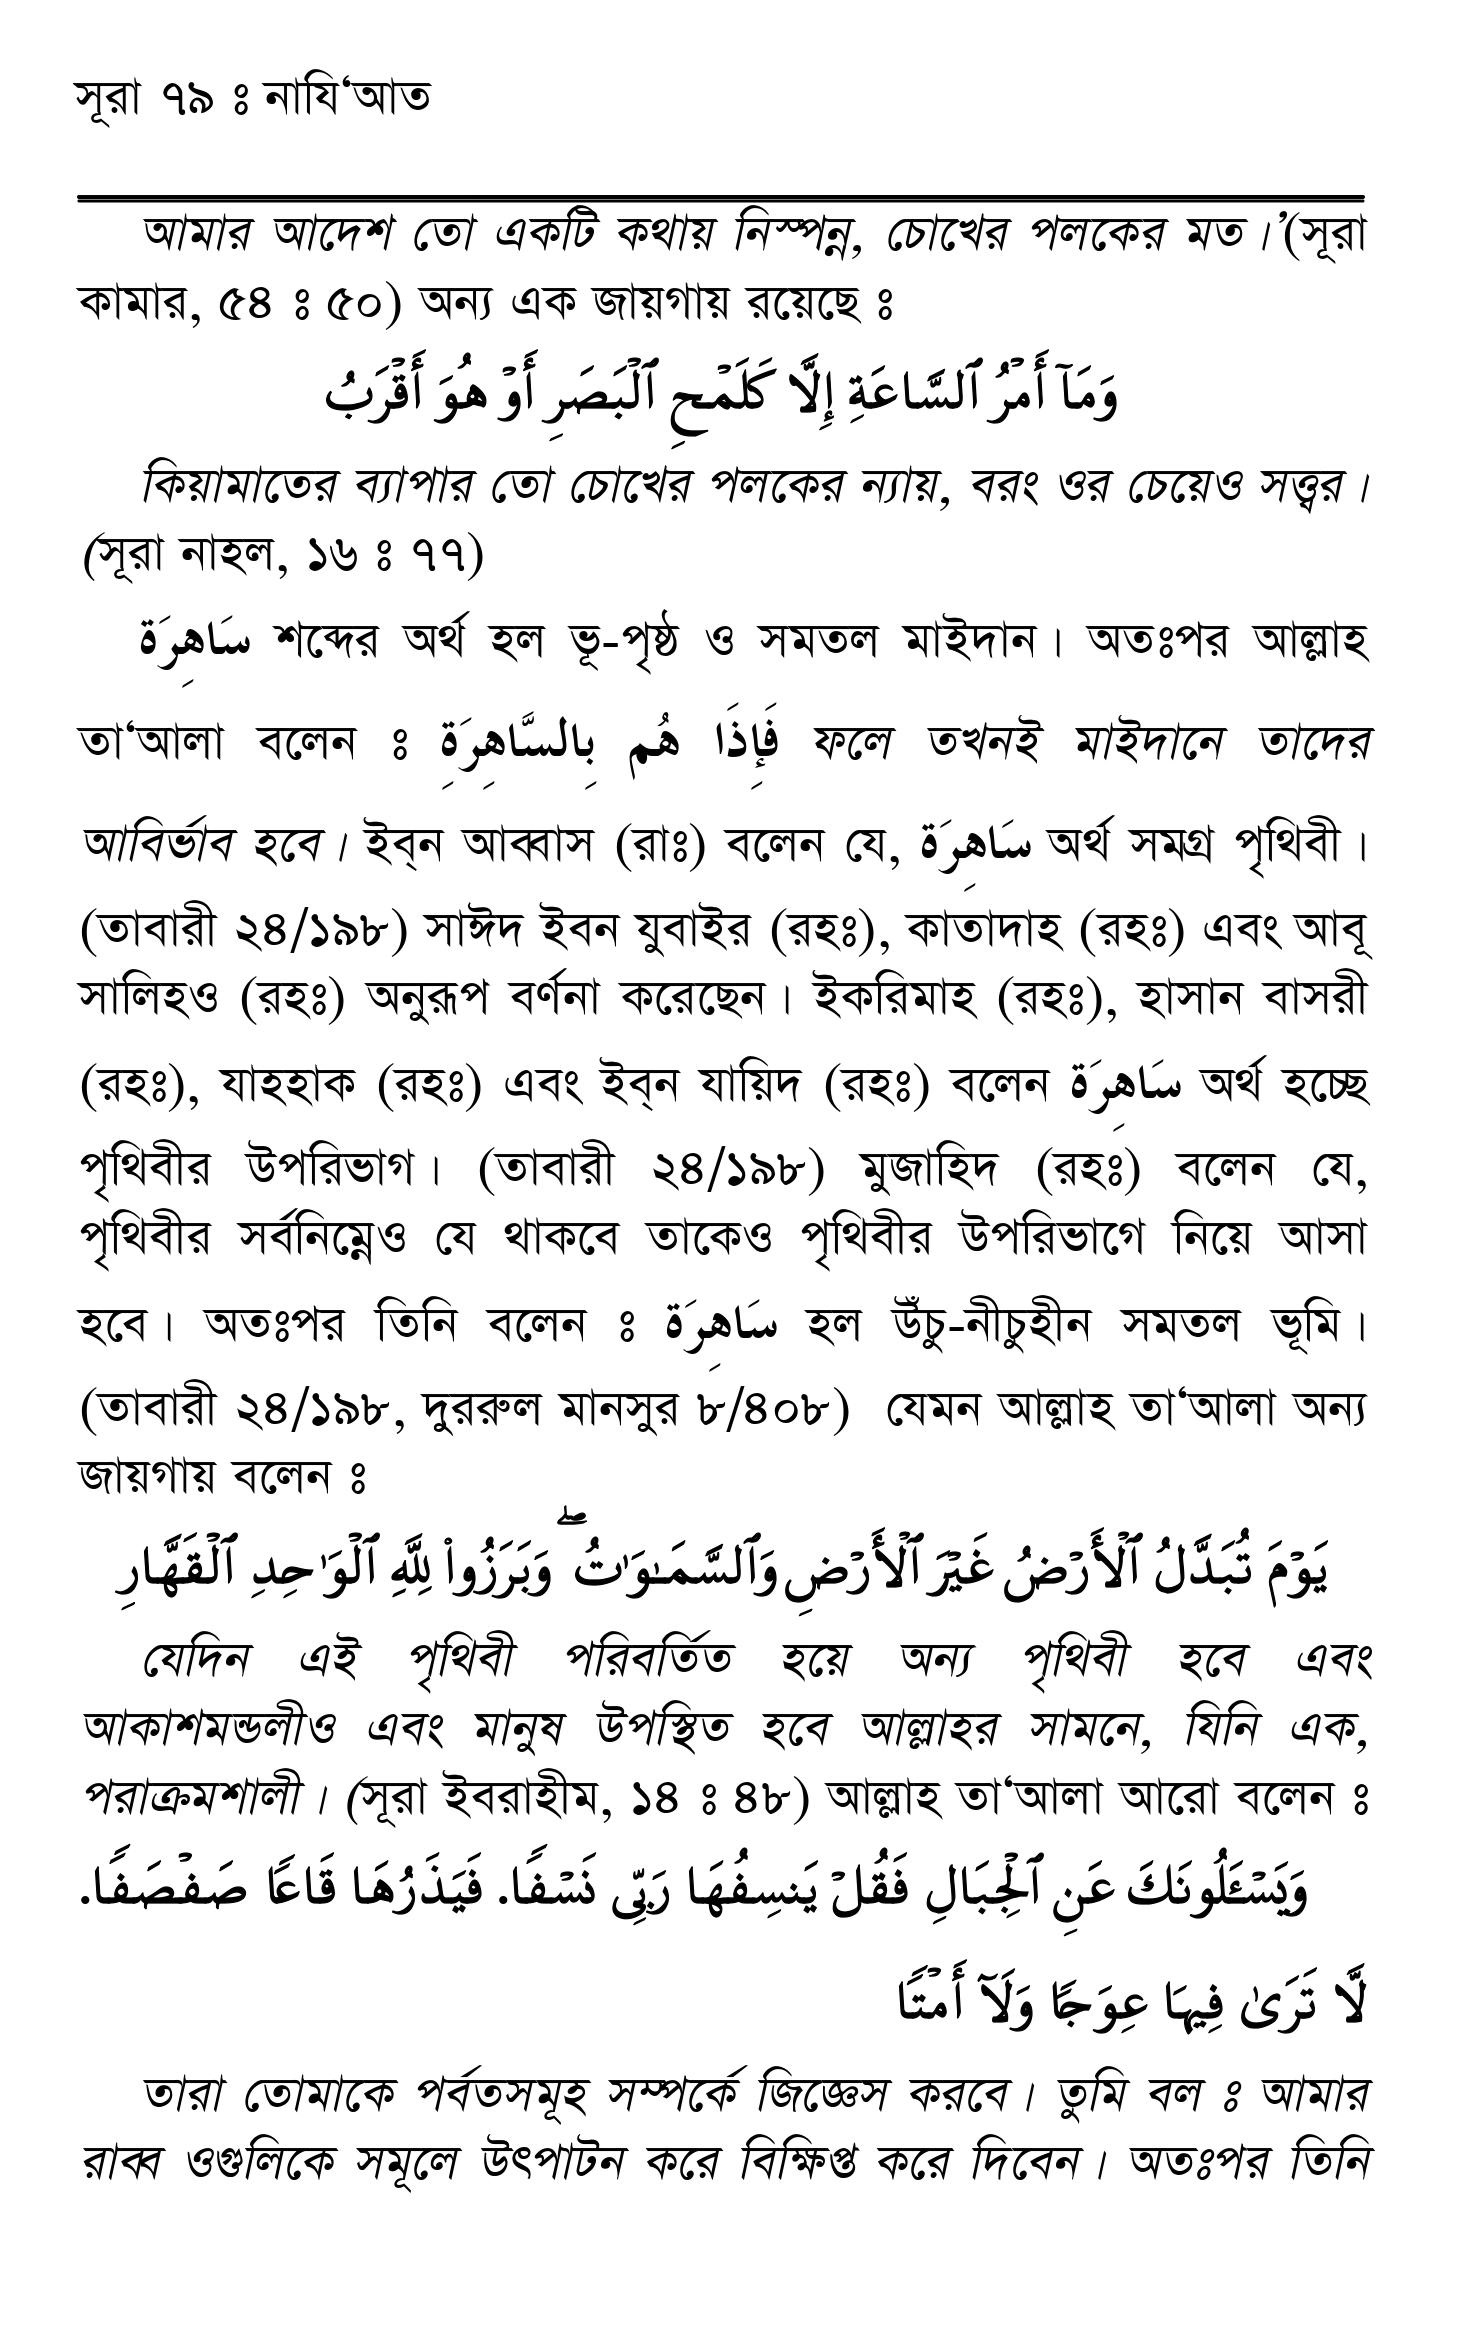 সূরা ৭৯ ঃ নাযি‘আত
আমার আদেশ তো একটি কথায় নিস্পন্ন, চোখের পলকের মত।’(সূরা
কামার, ৫৪ ঃ ৫০) অন্য এক জায়গায় রয়েছে ঃ
وَمَآ أَمْرُ ٱلسَّاعَةِ إِلَّا كَلَمْحِ ٱلْبَصَرِ أَوْ هُوَ أَقْرَبُ
কিয়ামাতের ব্যাপার তো চোখের পলকের ন্যায়, বরং ওর চেয়েও সত্ত্বর।
(সূরা নাহল, ১৬ ঃ ৭৭)
سَاهِرَة শব্দের অর্থ হল ভূ-পৃষ্ঠ ও সমতল মাইদান। অতঃপর আল্লাহ
তা‘আলা বলেন ঃ فَإِذَا هُم بِالسَّاهِرَةِ ফলে তখনই মাইদানে তাদের
আবির্ভাব হবে। ইব্‌ন আব্বাস (রাঃ) বলেন যে, سَاهِرَة অর্থ সমগ্র পৃথিবী।
(তাবারী ২৪/১৯৮) সাঈদ ইবন যুবাইর (রহঃ), কাতাদাহ (রহঃ) এবং আবূ
সালিহও (রহঃ) অনুরূপ বর্ণনা করেছেন। ইকরিমাহ (রহঃ), হাসান বাসরী
(রহঃ), যাহহাক (রহঃ) এবং ইব্‌ন যায়িদ (রহঃ) বলেন سَاهِرَة অর্থ হচ্ছে
পৃথিবীর উপরিভাগ। (তাবারী ২৪/১৯৮) মুজাহিদ (রহঃ) বলেন যে,
পৃথিবীর সর্বনিম্নেও যে থাকবে তাকেও পৃথিবীর উপরিভাগে নিয়ে আসা
হবে। অতঃপর তিনি বলেন ঃ سَاهِرَة হল উঁচু-নীচুহীন সমতল ভূমি।
(তাবারী ২৪/১৯৮, দুররুল মানসুর ৮/৪০৮) যেমন আল্লাহ তা‘আলা অন্য
জায়গায় বলেন ঃ
يَوْمَ تُبَدَّلُ ٱلْأَرْضُ غَيْرَ ٱلْأَرْضِ وَٱلسَّمَـٰوَٰتُ ۖ وَبَرَزُوا۟ لِلَّهِ ٱلْوَٰحِدِ ٱلْقَهَّارِ
যেদিন এই পৃথিবী পরিবর্তিত হয়ে অন্য পৃথিবী হবে এবং
আকাশমন্ডলীও এবং মানুষ উপস্থিত হবে আল্লাহর সামনে, যিনি এক,
পরাক্রমশালী। (সূরা ইবরাহীম, ১৪ ঃ ৪৮) আল্লাহ তা‘আলা আরো বলেন ঃ
وَيَسْـَٔلُونَكَ عَنِ ٱلْجِبَالِ فَقُلْ يَنسِفُهَا رَبِّى نَسْفًا. فَيَذَرُهَا قَاعًا صَفْصَفًا.
لَّا تَرَىٰ فِيهَا عِوَجًا وَلَآ أَمْتًا
তারা তোমাকে পর্বতসমূহ সম্পর্কে জিজ্ঞেস করবে। তুমি বল ঃ আমার
রাব্ব ওগুলিকে সমূলে উৎপাটন করে বিক্ষিপ্ত করে দিবেন। অতঃপর তিনি